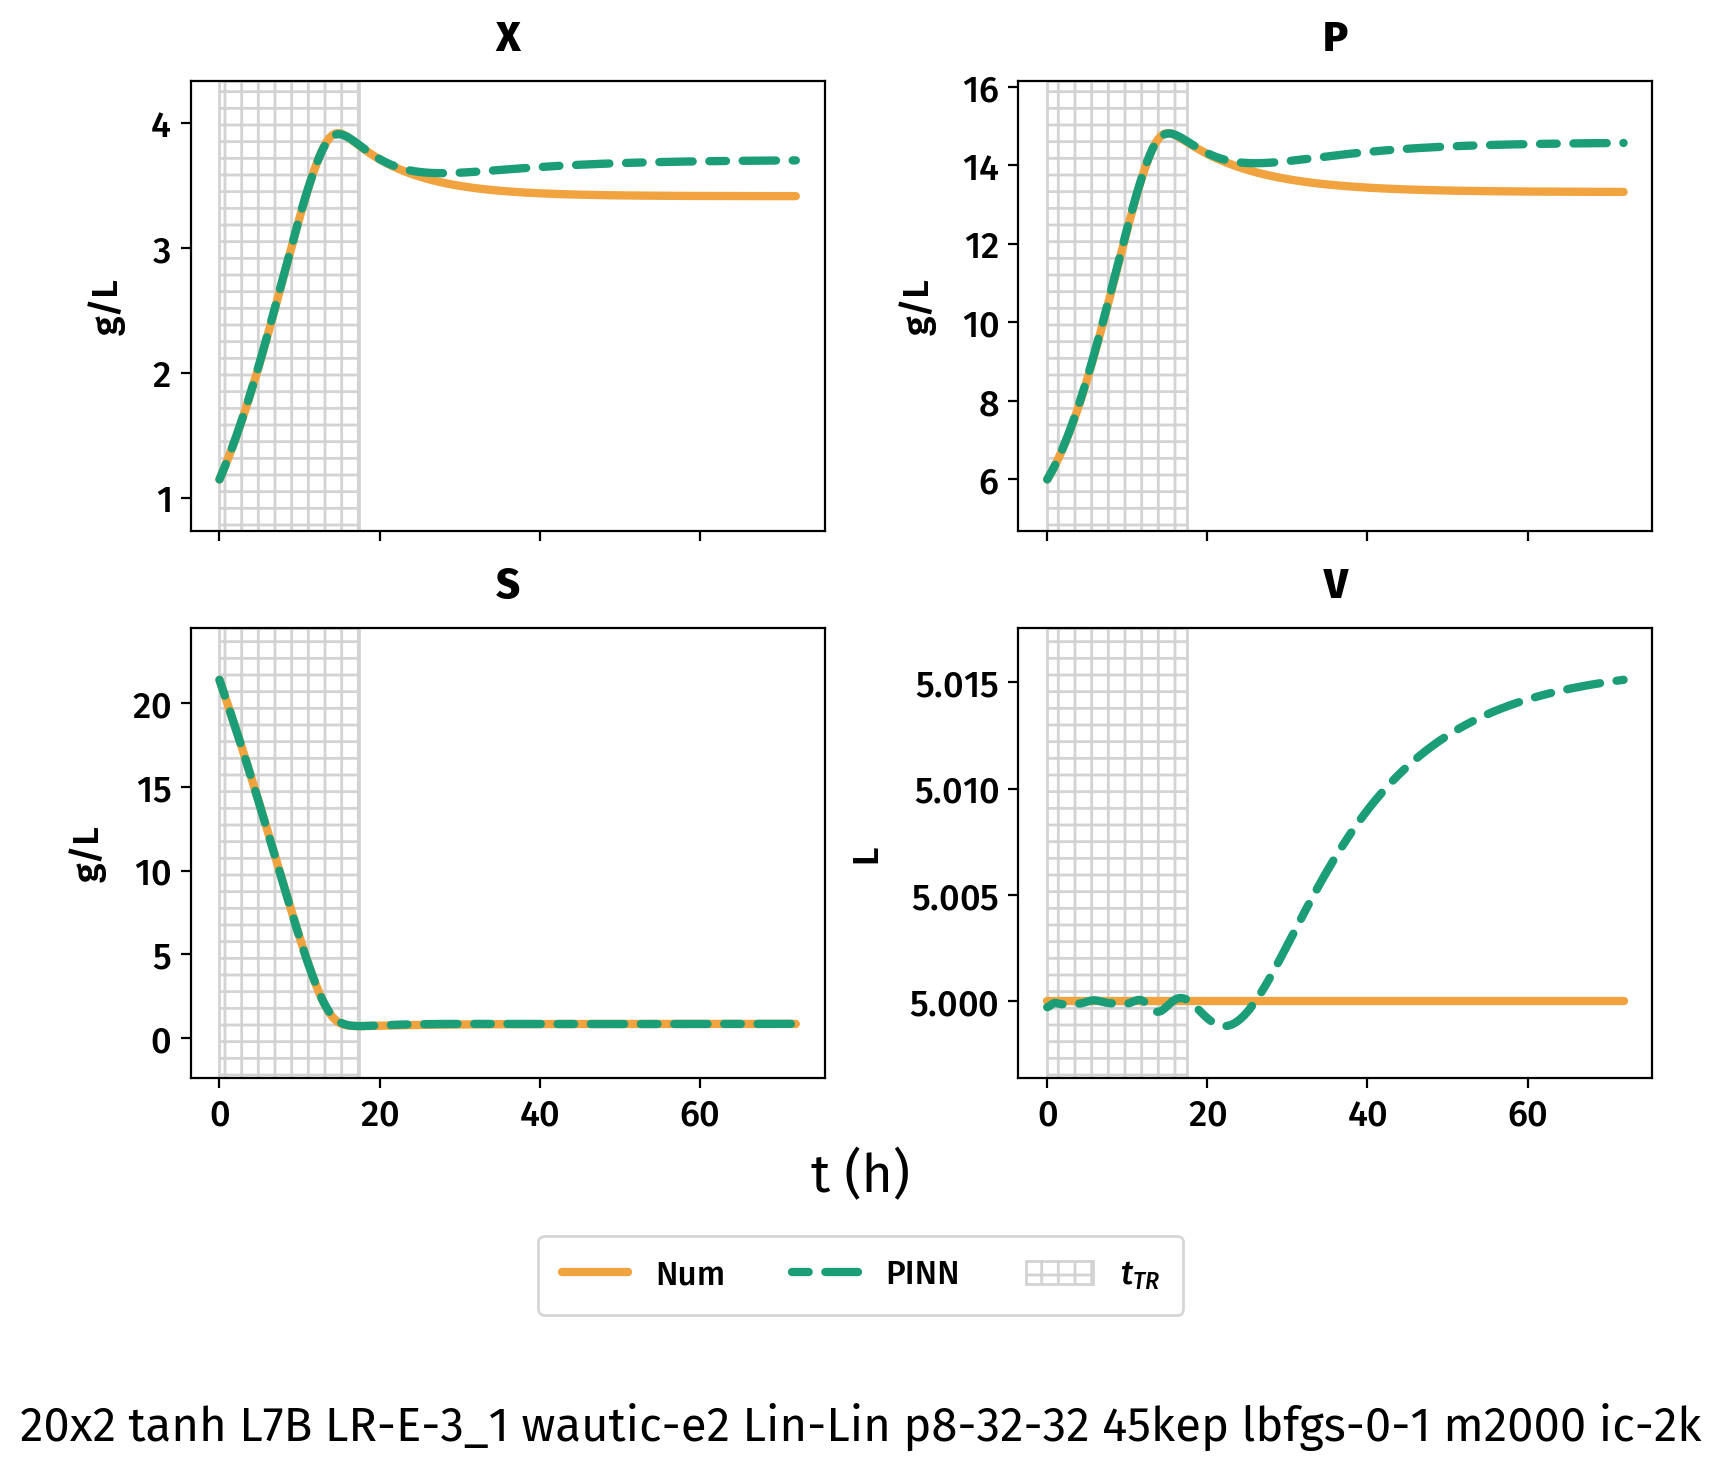 X
P
4
3
2
1
g/L
16
14
12
10
8
6
g/L
S
V
20
15
10
5
0
g/L
0 20 40 60
5.015
5.010
5.005
5.000
L
0 20 40 60
t (h)
Num PINN tTR
20x2 tanh L7B LR-E-3_1 wautic-e2 Lin-Lin p8-32-32 45kep lbfgs-0-1 m2000 ic-2k